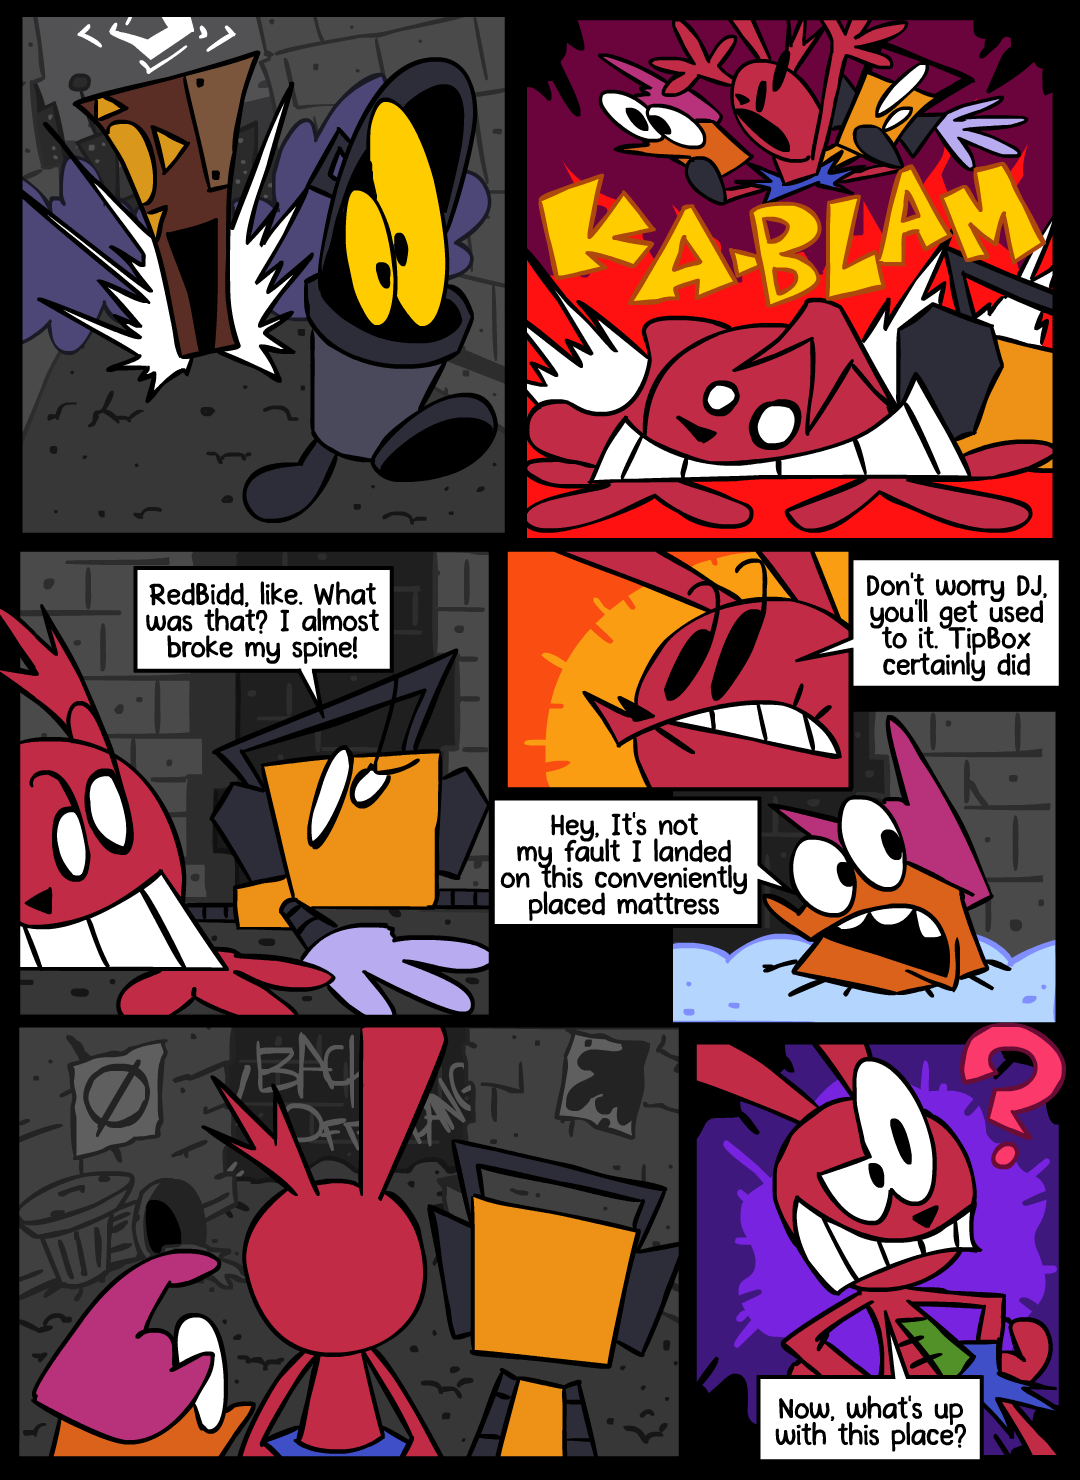 KA-BLAM
RedBidd, like. What
was that? I almost
broke my spine!
Don't worry DJ,
you'll get used
to it. TipBox
certainly did
Hey, It's not
my fault I landed
on this conveniently
placed mattress
BACK
OFF
Now, what's up
with this place?